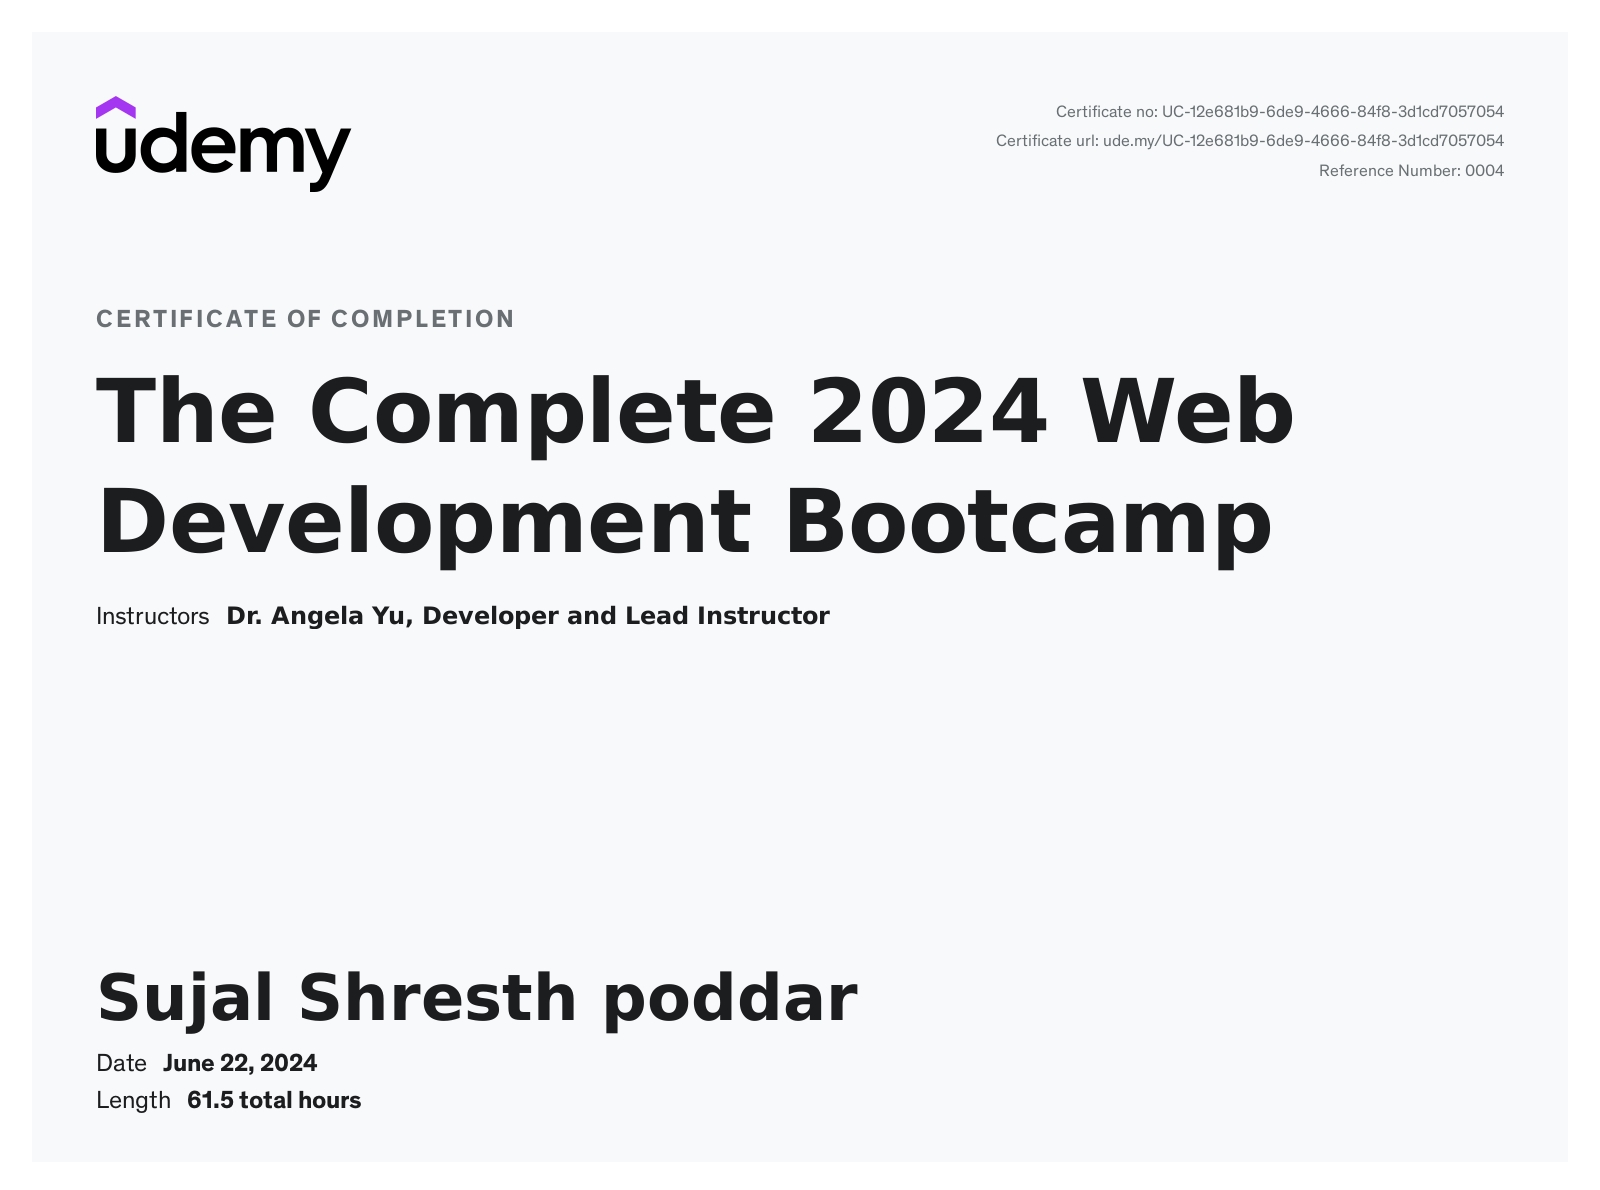 udemy
Certificate no: UC-12e681b9-6de9-4666-84f8-3d1cd7057054
Certificate url: ude.my/UC-12e681b9-6de9-4666-84f8-3d1cd7057054
Reference Number: 0004
CERTIFICATE OF COMPLETION
The Complete 2024 Web
Development Bootcamp
Instructors Dr. Angela Yu, Developer and Lead Instructor
Sujal Shresth poddar
Date June 22, 2024
Length 61.5 total hours